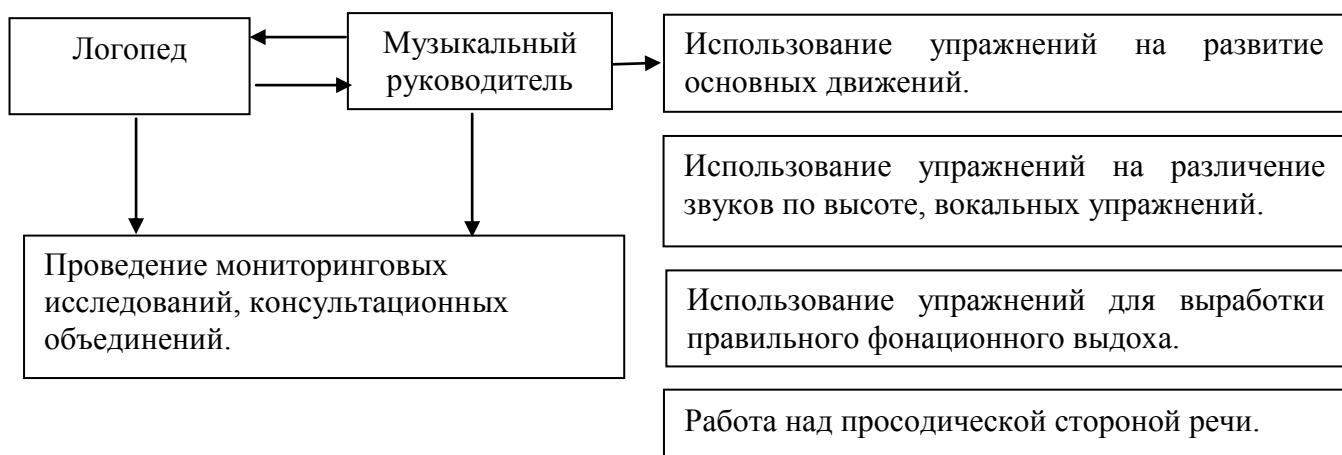 Логопед
Музыкальный
руководитель
Использование упражнений на развитие
основных движений.
Использование упражнений на различение
звуков по высоте, вокальных упражнений.
Проведение мониторинговых
исследований, консультационных
объединений.
Использование упражнений для выработки
правильного фонационного выдоха.
Работа над просодической стороной речи.